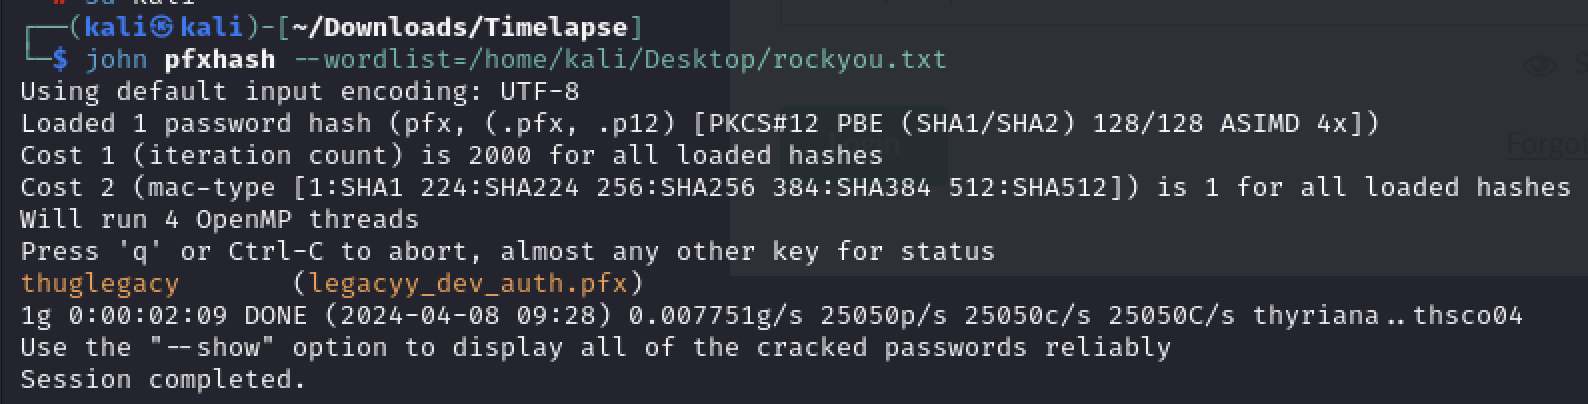 # su kali
┌──(kali㉿kali)-[~/Downloads/Timelapse]
└─$ john pfxhash --wordlist=/home/kali/Desktop/rockyou.txt
Using default input encoding: UTF-8
Loaded 1 password hash (pfx, (.pfx, .p12) [PKCS#12 PBE (SHA1/SHA2) 128/128 ASIMD 4x])
Cost 1 (iteration count) is 2000 for all loaded hashes
Cost 2 (mac-type [1:SHA1 224:SHA224 256:SHA256 384:SHA384 512:SHA512]) is 1 for all loaded hashes
Will run 4 OpenMP threads
Press 'q' or Ctrl-C to abort, almost any other key for status
thuglegacy       (legacyy_dev_auth.pfx)
1g 0:00:02:09 DONE (2024-04-08 09:28) 0.007751g/s 25050p/s 25050c/s 25050C/s thyriana..thsco04
Use the "--show" option to display all of the cracked passwords reliably
Session completed.